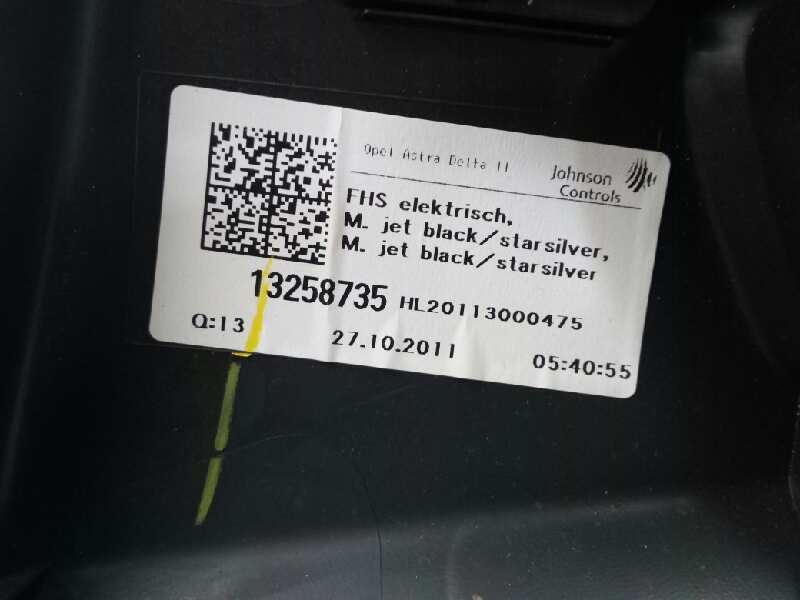 Opel Astra Delta II
Johnson
Controls
FHS elektrisch,
M. jet black/starsilver,
M. jet black/starsilver
13258735 HL20113000475
Q:13 27.10.2011 05:40:55